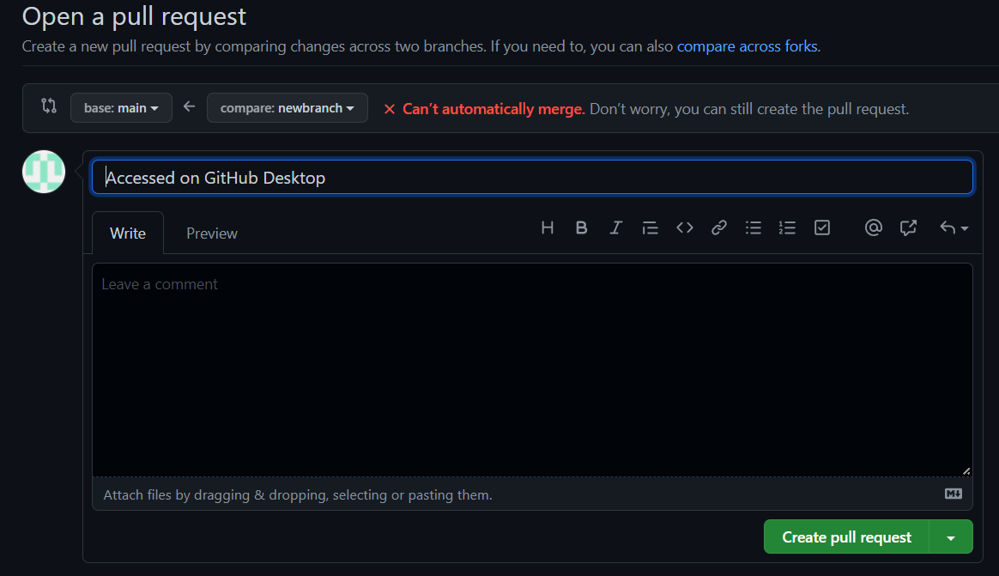 Open a pull request
Create a new pull request by comparing changes across two branches. If you need to, you can also compare across forks.
base: main
compare: newbranch
Can’t automatically merge. Don’t worry, you can still create the pull request.
Accessed on GitHub Desktop
Write
Preview
Leave a comment
Attach files by dragging & dropping, selecting or pasting them.
Create pull request